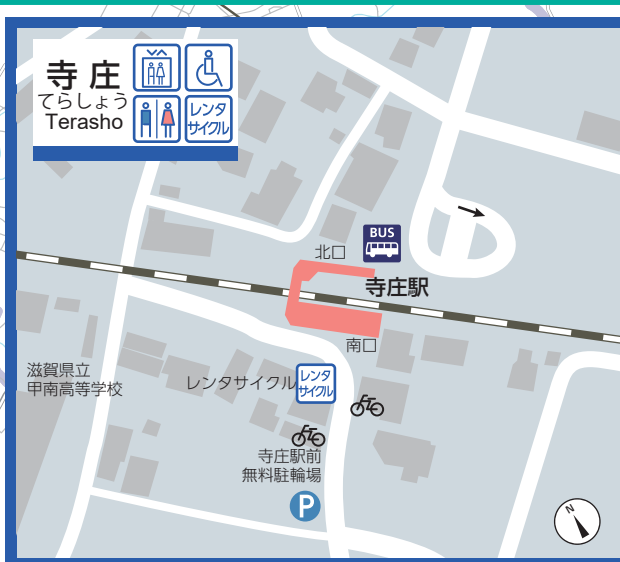 寺庄
てらしょう
Terasho
レンタ
サイクル
BUS
北口
寺庄駅
南口
滋賀県立
甲南高等学校
レンタサイクル
レンタ
サイクル
寺庄駅前
無料駐輪場
P
N